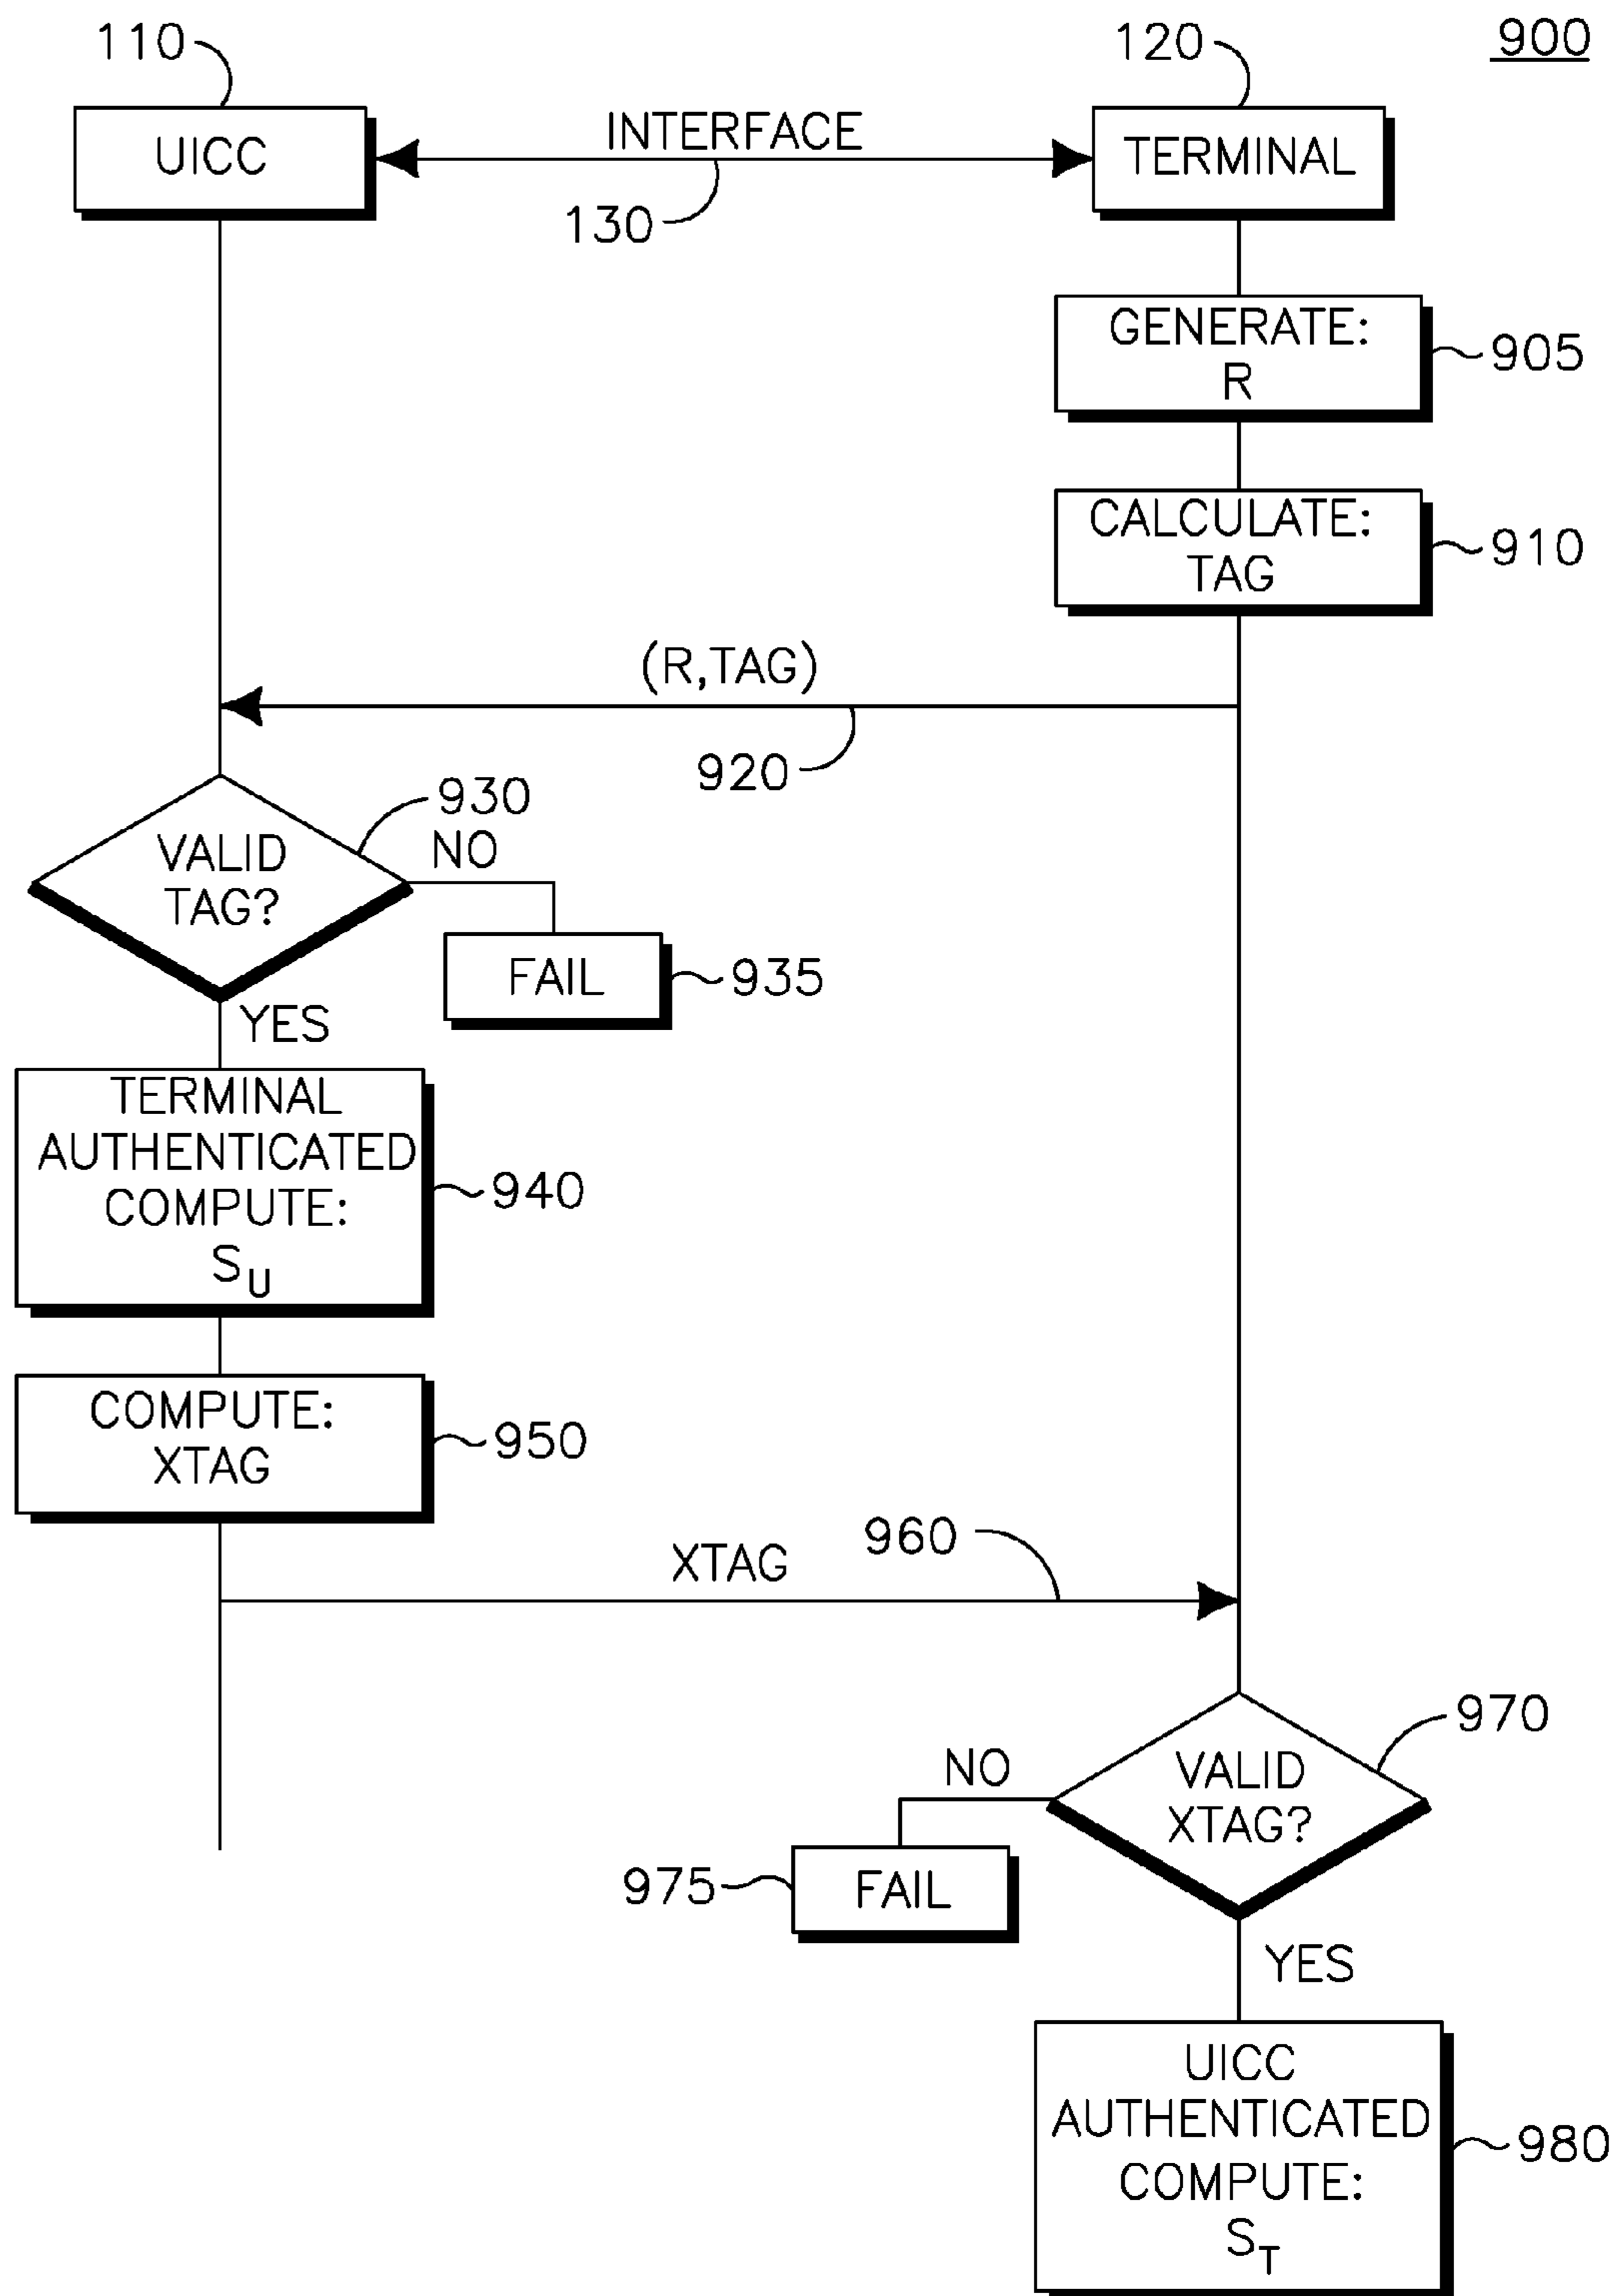 900
110
120
UICC
INTERFACE
TERMINAL
130
GENERATE:
R
905
CALCULATE:
TAG
910
(R,TAG)
920
930
VALID
TAG?
NO
FAIL
935
YES
TERMINAL
AUTHENTICATED
COMPUTE:
SU
940
COMPUTE:
XTAG
950
XTAG
960
970
VALID
XTAG?
NO
975
FAIL
YES
UICC
AUTHENTICATED
COMPUTE:
ST
980